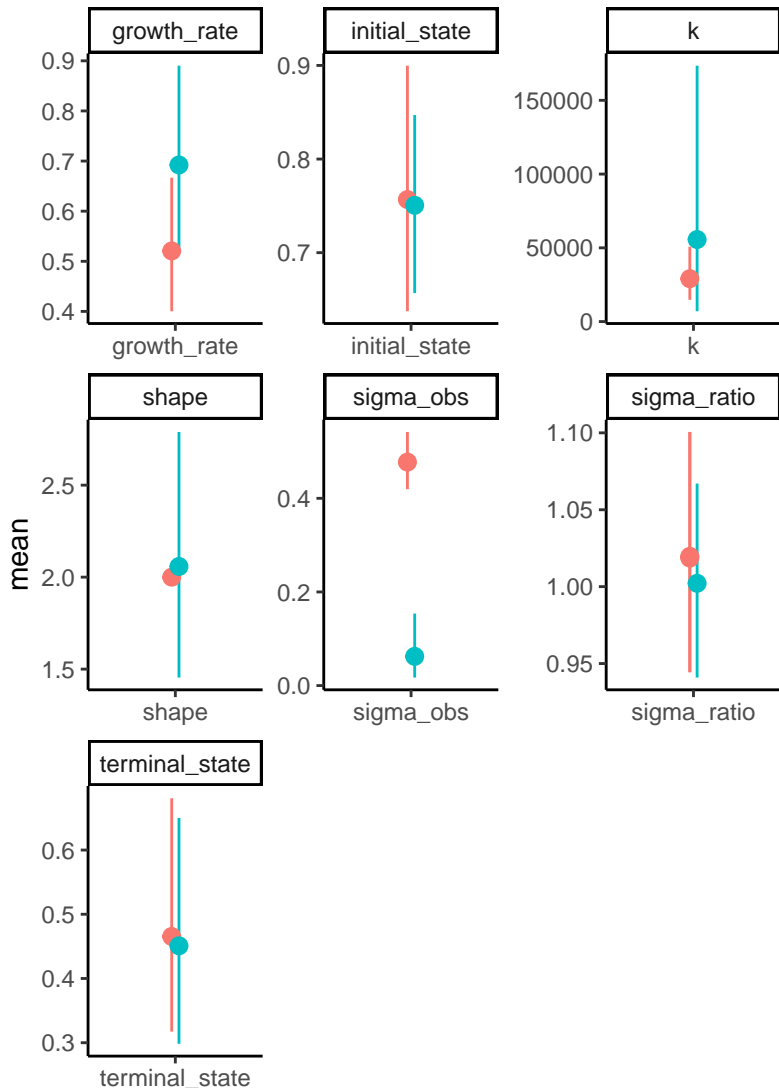 growth_rate
initial_state
k
0.9
0.8
0.7
0.6
0.5
0.4
growth_rate
0.9
0.8
0.7
initial_state
150000
100000
50000
0
k
shape
sigma_obs
sigma_ratio
mean
2.5
2.0
1.5
shape
0.4
0.2
0.0
sigma_obs
1.10
1.05
1.00
0.95
sigma_ratio
terminal_state
0.6
0.5
0.4
0.3
terminal_state